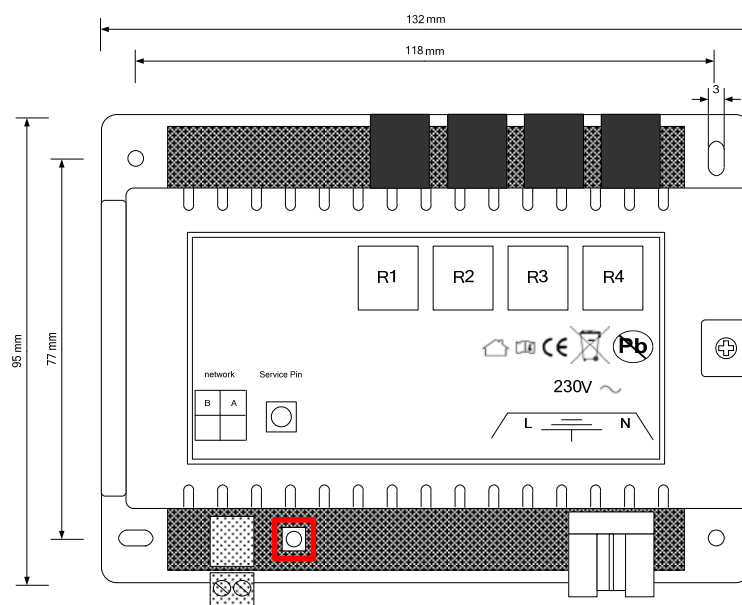 132 mm
118 mm
3
95 mm
77 mm
R1 R2 R3 R4
CE Pb
230V
network Service Pin
B A
L N